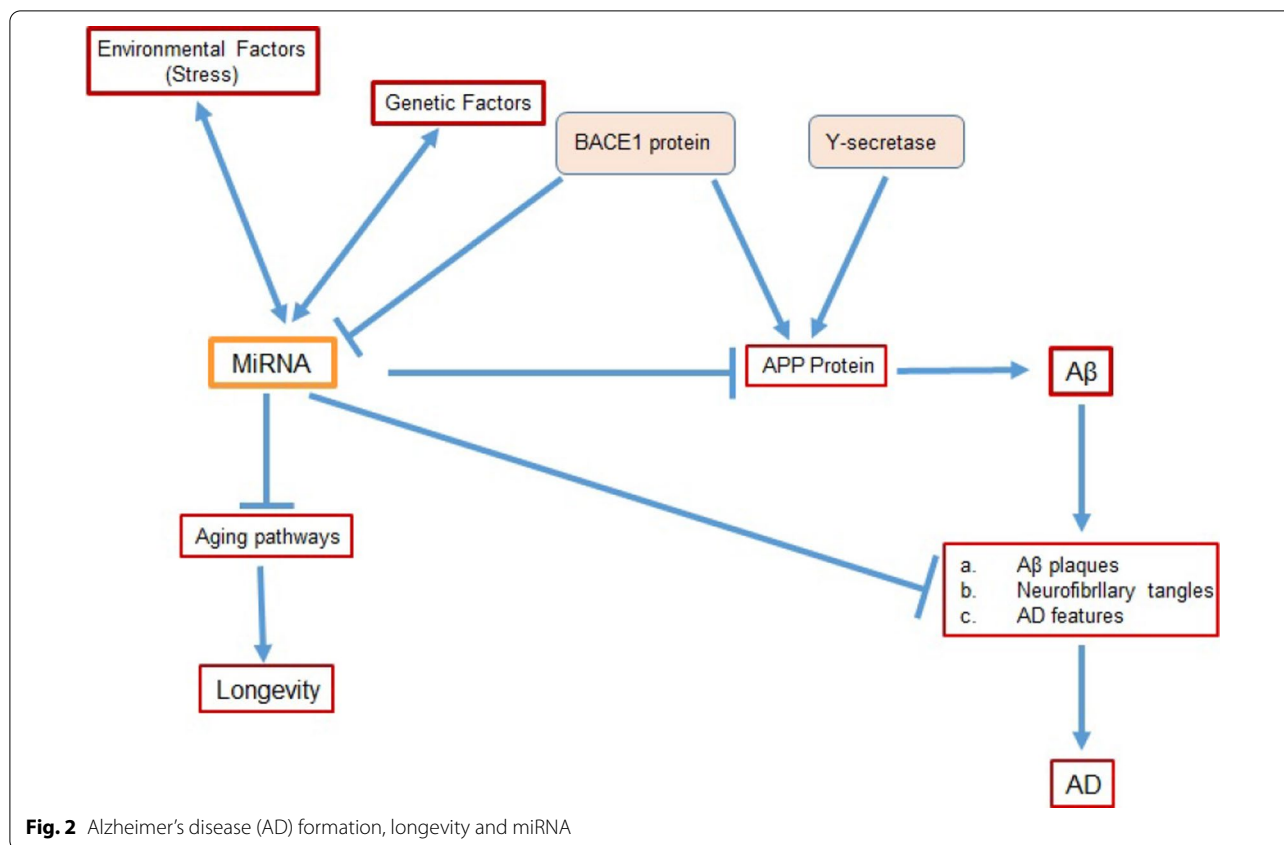 Environmental Factors
(Stress)
Genetic Factors
BACE1 protein
Y-secretase
MiRNA
APP Protein
Aβ
Aging pathways
a. Aβ plaques
b. Neurofibrllary tangles
c. AD features
Longevity
AD
Fig. 2 Alzheimer’s disease (AD) formation, longevity and miRNA